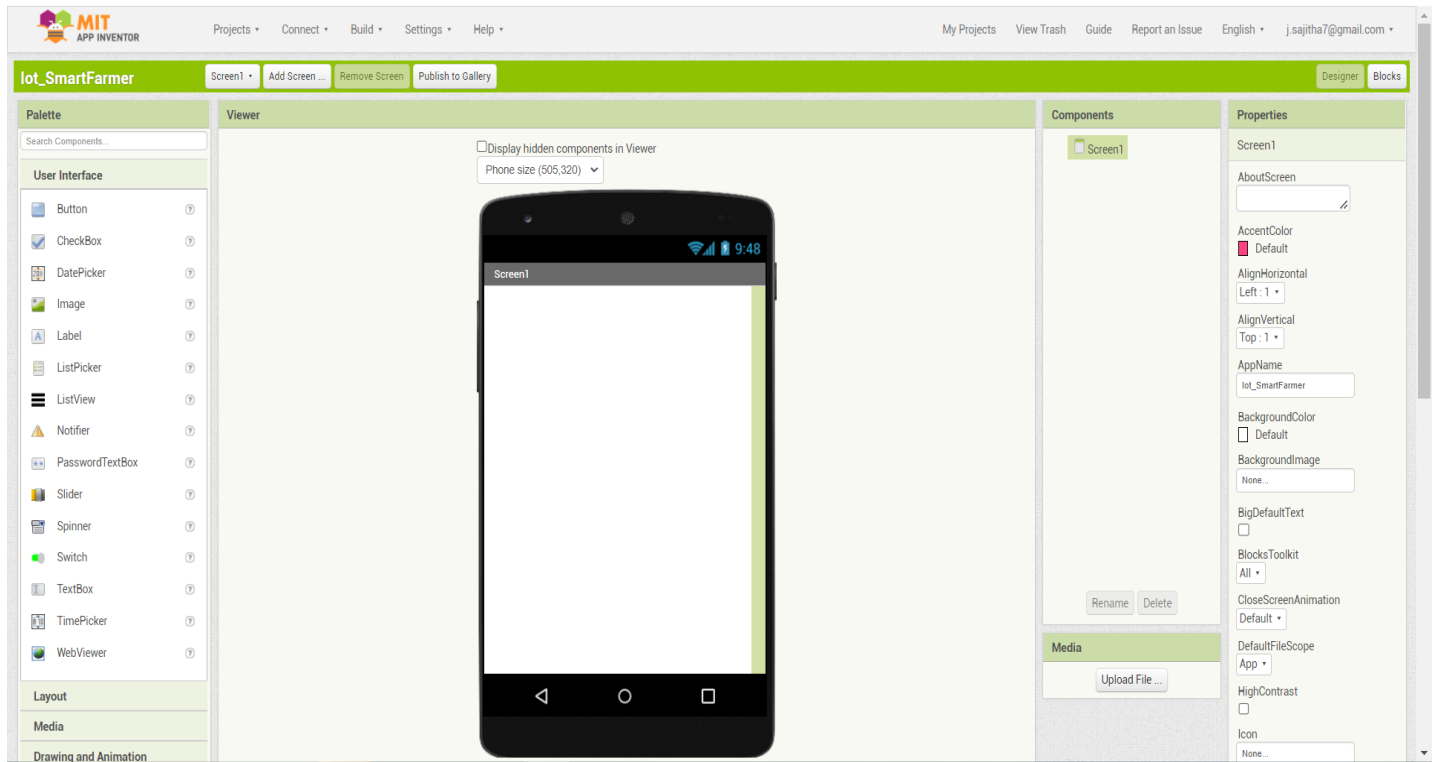 MIT
APP INVENTOR
Projects
Connect
Build
Settings
Help
My Projects
View Trash
Guide
Report an Issue
English
j.sajitha7@gmail.com
Iot_SmartFarmer
Screen1
Add Screen ...
Remove Screen
Publish to Gallery
Designer
Blocks
Palette
Search Components...
User Interface
Button
CheckBox
DatePicker
Image
Label
ListPicker
ListView
Notifier
PasswordTextBox
Slider
Spinner
Switch
TextBox
TimePicker
WebViewer
Layout
Media
Drawing and Animation
Viewer
Display hidden components in Viewer
Phone size (505,320)
9:48
Screen1
Components
Screen1
Rename
Delete
Media
Upload File ...
Properties
Screen1
AboutScreen
AccentColor
Default
AlignHorizontal
Left : 1
AlignVertical
Top : 1
AppName
Iot_SmartFarmer
BackgroundColor
Default
BackgroundImage
None...
BigDefaultText
BlocksToolkit
All
CloseScreenAnimation
Default
DefaultFileScope
App
HighContrast
Icon
None...